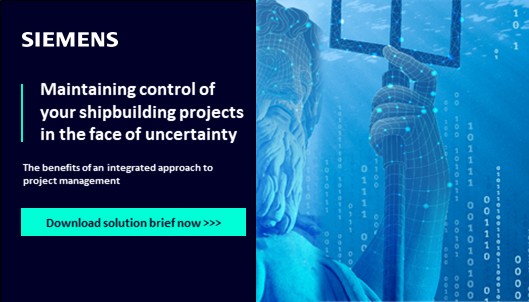 SIEMENS
Maintaining control of
your shipbuilding projects
in the face of uncertainty
The benefits of an integrated approach to
project management
Download solution brief now >>>